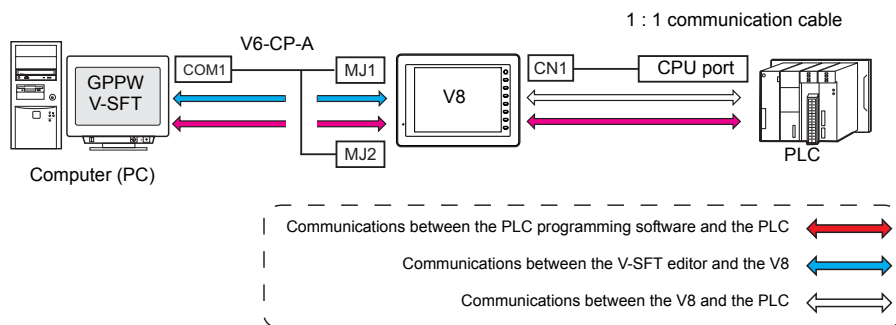 1 : 1 communication cable
V6-CP-A
COM1
MJ1
CN1
CPU port
GPPW
V-SFT
V8
MJ2
PLC
Computer (PC)
Communications between the PLC programming software and the PLC
Communications between the V-SFT editor and the V8
Communications between the V8 and the PLC